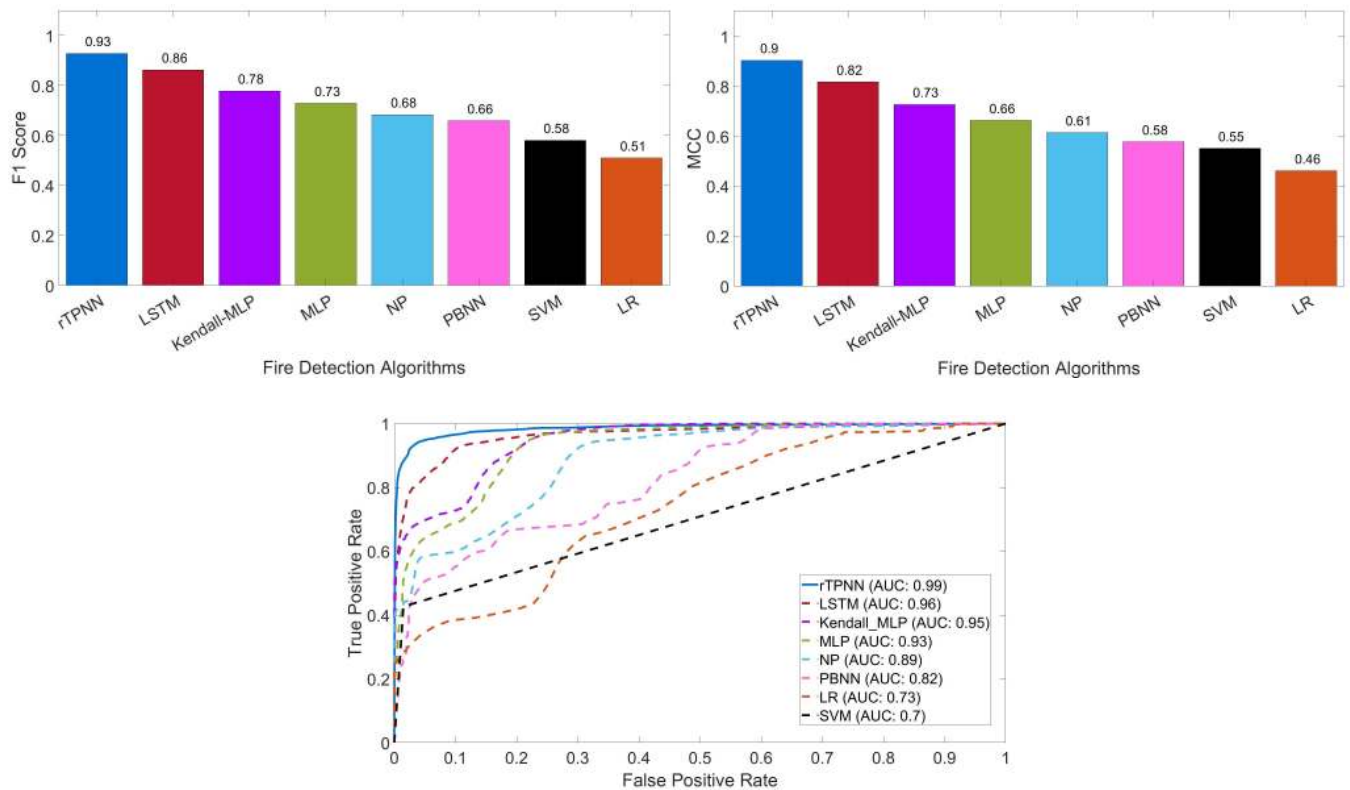 1
0.93
0.86
0.8
0.78
0.73
0.68
0.66
0.6
0.58
0.51
0.4
0.2
0
F1 Score
rTPNN
LSTM
Kendall-MLP
MLP
NP
PBNN
SVM
LR
Fire Detection Algorithms
1
0.9
0.82
0.8
0.73
0.66
0.61
0.6
0.58
0.55
0.46
0.4
0.2
0
MCC
rTPNN
LSTM
Kendall-MLP
MLP
NP
PBNN
SVM
LR
Fire Detection Algorithms
1
0.8
0.6
0.4
0.2
0
True Positive Rate
rTPNN (AUC: 0.99)
LSTM (AUC: 0.96)
Kendall_MLP (AUC: 0.95)
MLP (AUC: 0.93)
NP (AUC: 0.89)
PBNN (AUC: 0.82)
LR (AUC: 0.73)
SVM (AUC: 0.7)
0 0.1 0.2 0.3 0.4 0.5 0.6 0.7 0.8 0.9 1
False Positive Rate